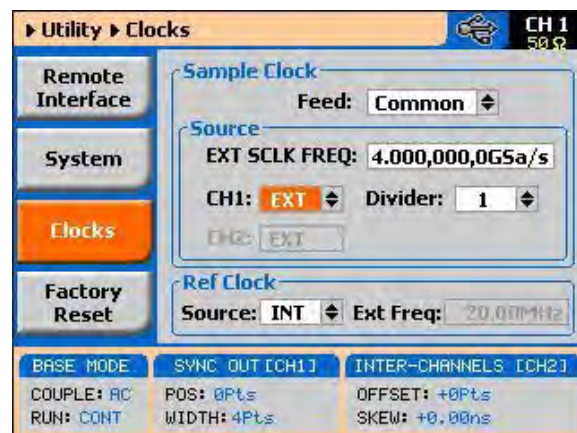 Utility ▸ Clocks
CH 1
50 Ω
Remote Interface
System
Clocks
Factory Reset
Sample Clock
Feed: Common
Source
EXT SCLK FREQ: 4.000,000,0GSa/s
CH1: EXT Divider: 1
CH2: EXT
Ref Clock
Source: INT Ext Freq: 20.00MHz
BASE MODE
COUPLE: AC
RUN: CONT
SYNC OUT [CH1]
POS: 0Pts
WIDTH: 4Pts
INTER-CHANNELS [CH2]
OFFSET: +0Pts
SKEW: +0.00ns